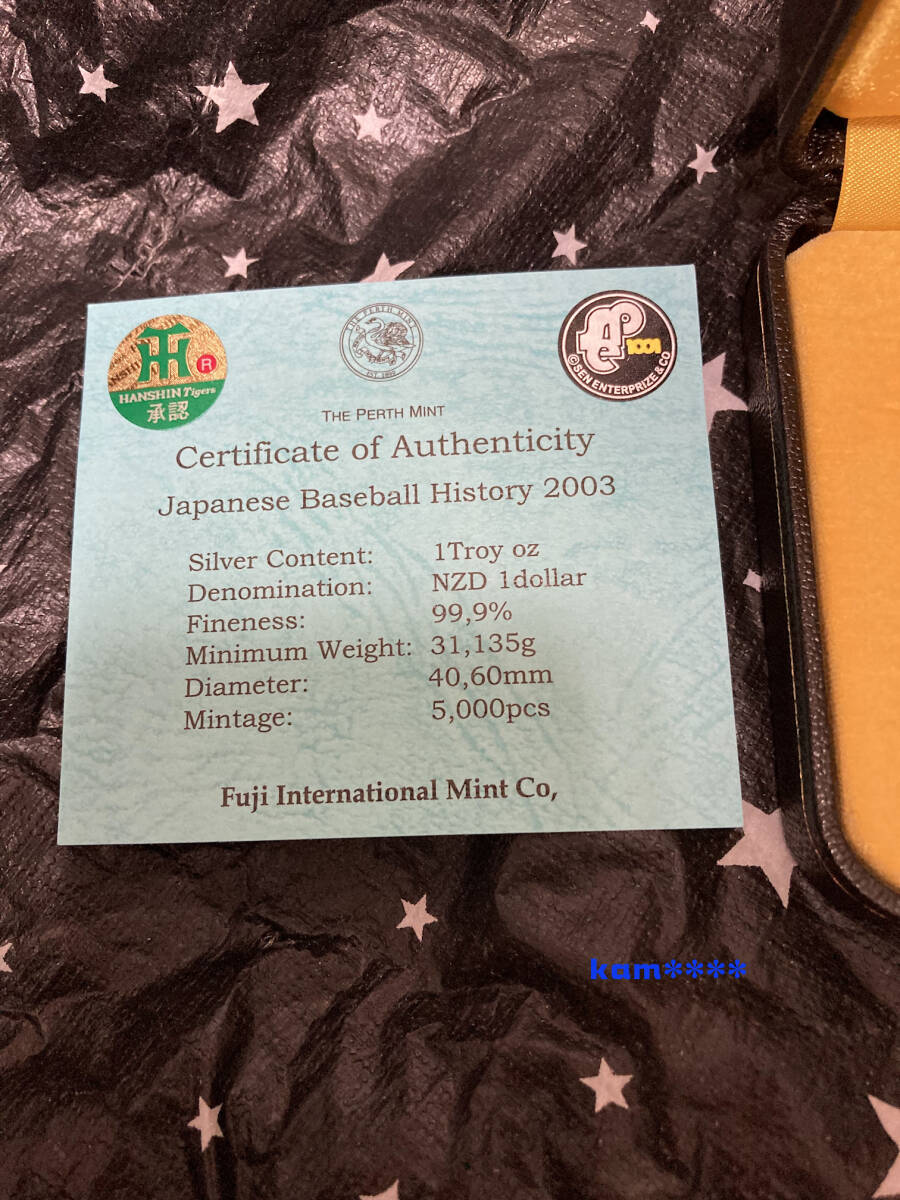 HANSHIN Tigers
承認
R
THE PERTH MINT
EST 1899
1001
©SEN ENTERPRIZE & CO
THE PERTH MINT
Certificate of Authenticity
Japanese Baseball History 2003
Silver Content: 1Troy oz
Denomination: NZD 1dollar
Fineness: 99,9%
Minimum Weight: 31,135g
Diameter: 40,60mm
Mintage: 5,000pcs
Fuji International Mint Co,
kam****